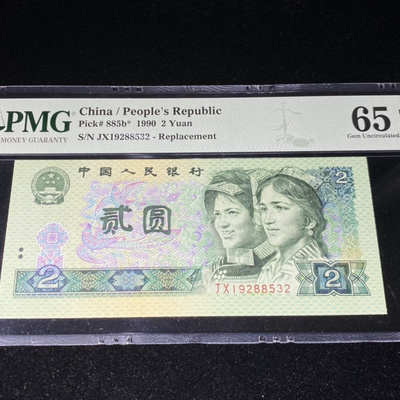 PMG
MONEY GUARANTY
China / People's Republic
Pick# 885b* 1990 2 Yuan
S/N JX19288532 - Replacement
65
Gem Uncirculated
中国人民银行
贰圆
2
2
JX19288532